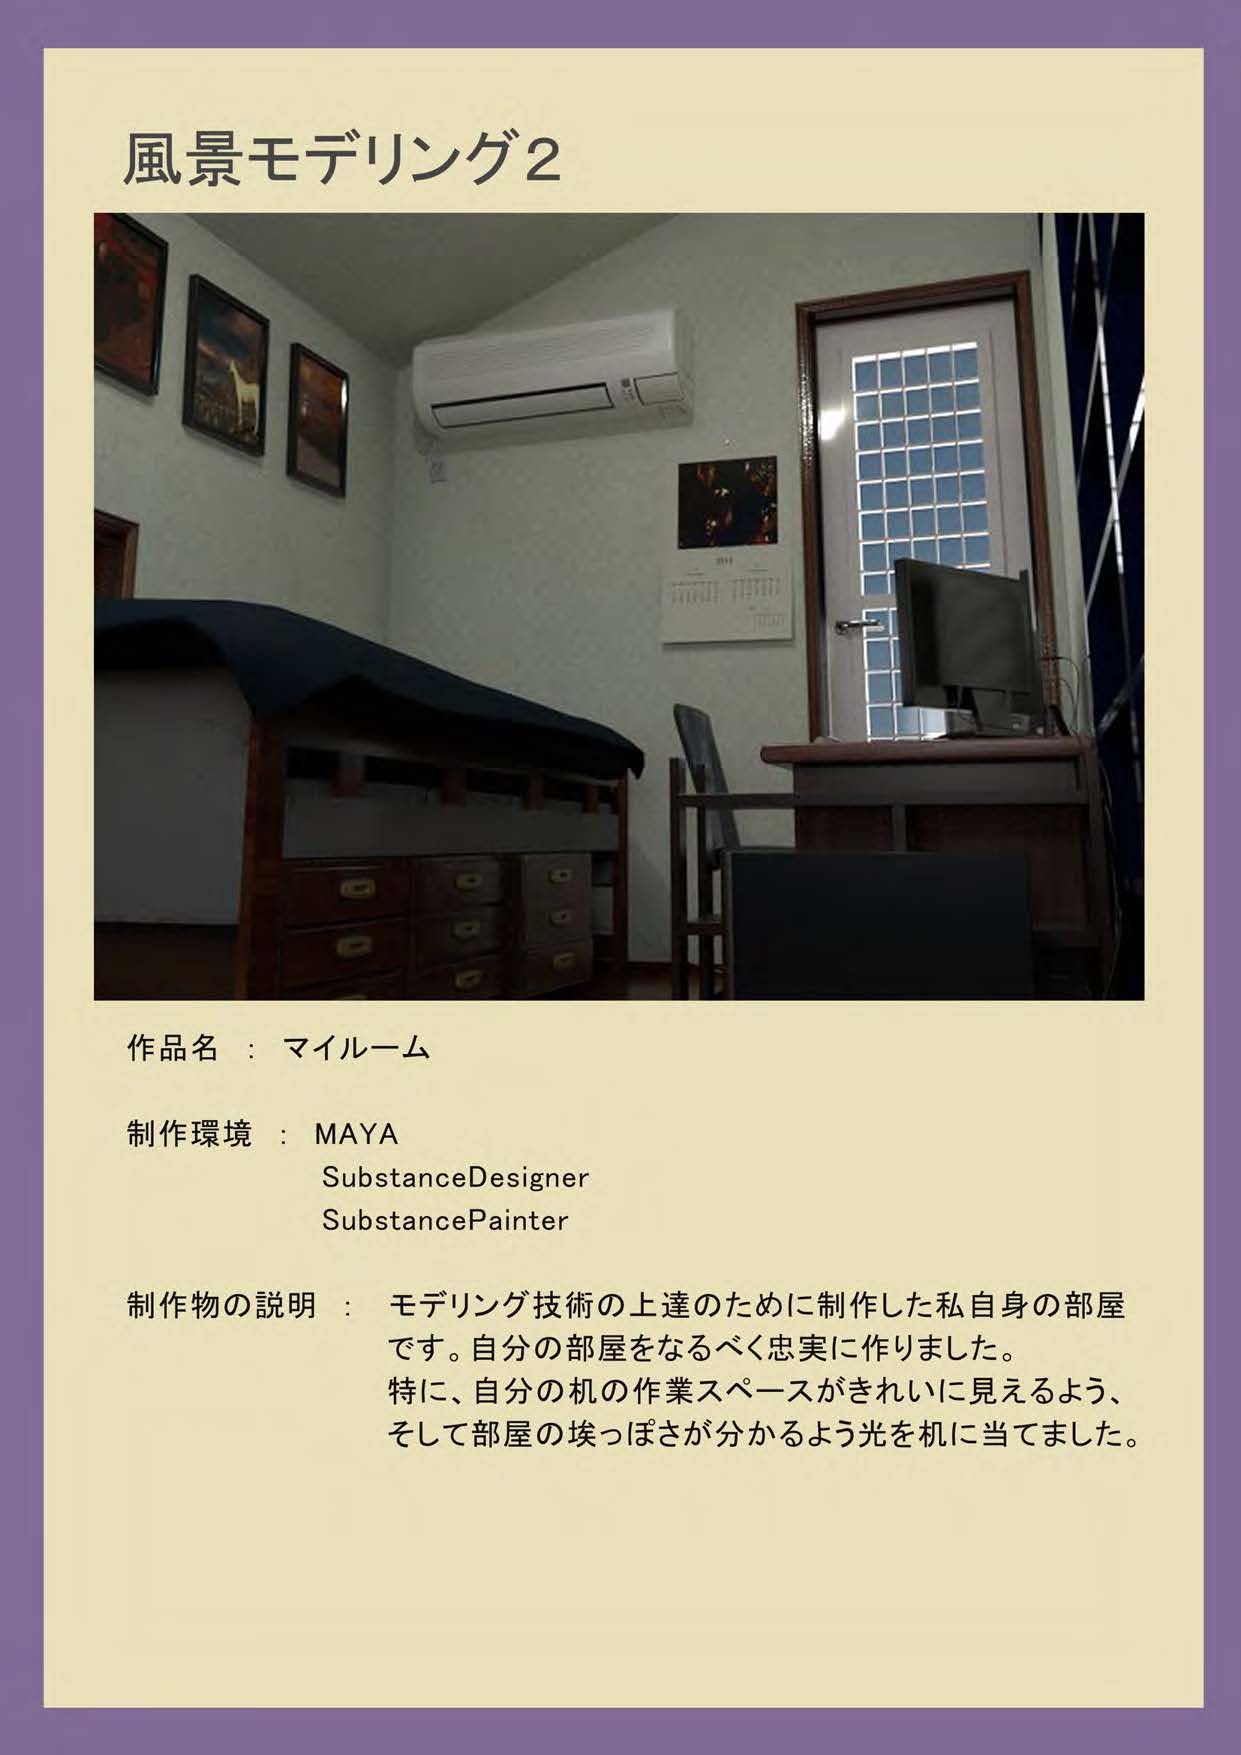 風景モデリング２
作品名　：　マイルーム
制作環境　：　MAYA
SubstanceDesigner
SubstancePainter
制作物の説明　：　モデリング技術の上達のために制作した私自身の部屋
です。自分の部屋をなるべく忠実に作りました。
特に、自分の机の作業スペースがきれいに見えるよう、
そして部屋の埃っぽさが分かるよう光を机に当てました。